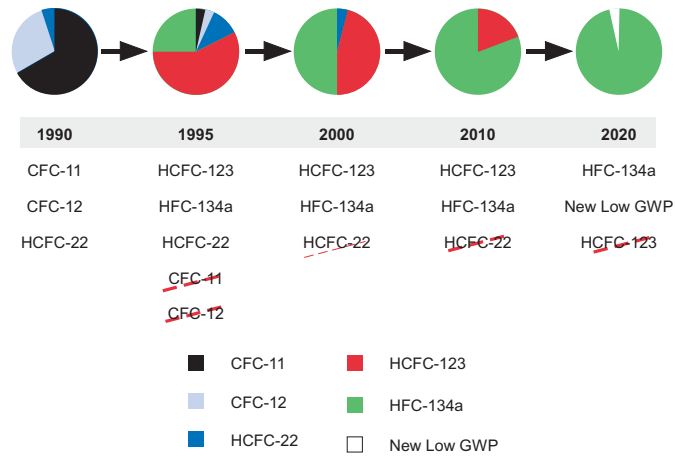 1990 1995 2000 2010 2020
CFC-11 HCFC-123 HCFC-123 HCFC-123 HFC-134a
CFC-12 HFC-134a HFC-134a HFC-134a New Low GWP
HCFC-22 HCFC-22 HCFC-22 HCFC-22 HCFC-123
CFC-11
CFC-12
CFC-11 HCFC-123
CFC-12 HFC-134a
HCFC-22 New Low GWP